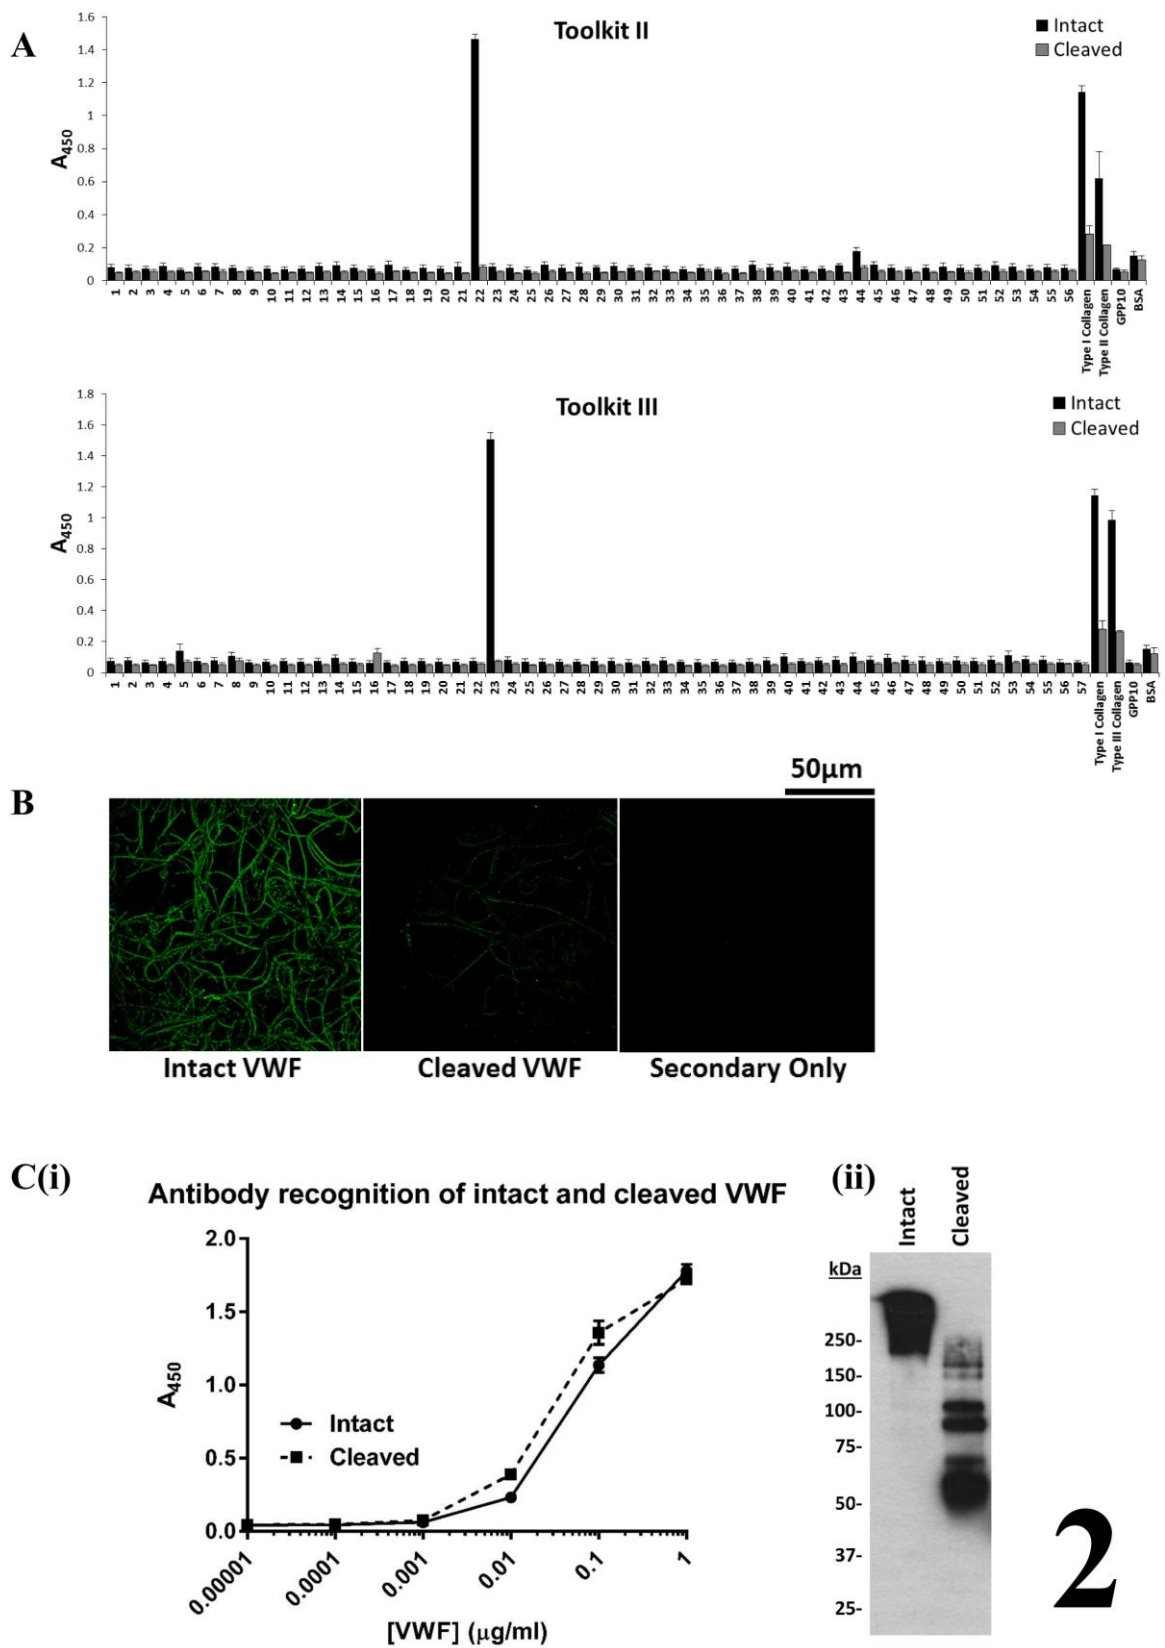 A
Toolkit II
Intact
Cleaved
A450
1.6
1.4
1.2
1
0.8
0.6
0.4
0.2
0
1 2 3 4 5 6 7 8 9 10 11 12 13 14 15 16 17 18 19 20 21 22 23 24 25 26 27 28 29 30 31 32 33 34 35 36 37 38 39 40 41 42 43 44 45 46 47 48 49 50 51 52 53 54 55 56 Type I Collagen Type II Collagen GPP10 BSA
Toolkit III
Intact
Cleaved
A450
1.8
1.6
1.4
1.2
1
0.8
0.6
0.4
0.2
0
1 2 3 4 5 6 7 8 9 10 11 12 13 14 15 16 17 18 19 20 21 22 23 24 25 26 27 28 29 30 31 32 33 34 35 36 37 38 39 40 41 42 43 44 45 46 47 48 49 50 51 52 53 54 55 56 57 Type I Collagen Type III Collagen GPP10 BSA
50μm
B
Intact VWF Cleaved VWF Secondary Only
C(i)
Antibody recognition of intact and cleaved VWF
A450
2.0
1.5
1.0
0.5
0.0
Intact
Cleaved
0.00001 0.0001 0.001 0.01 0.1 1
[VWF] (μg/ml)
(ii)
Intact Cleaved
kDa
250-
150-
100-
75-
50-
37-
25-
2